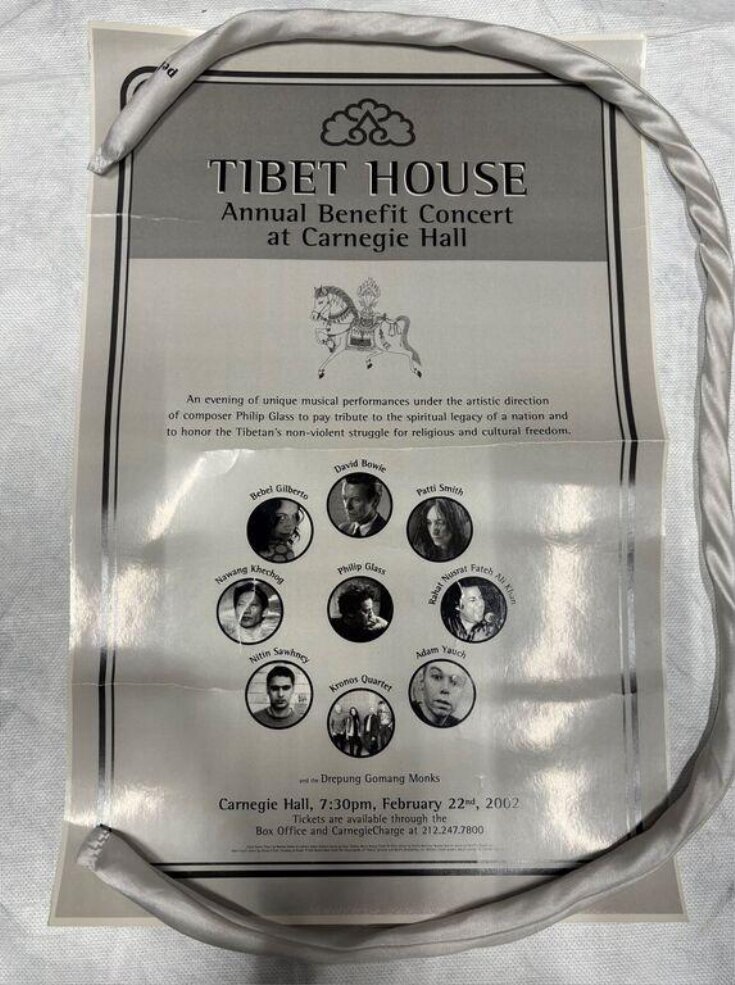 TIBET HOUSE
Annual Benefit Concert
at Carnegie Hall
An evening of unique musical performances under the artistic direction
of composer Philip Glass to pay tribute to the spiritual legacy of a nation and
to honor the Tibetan's non-violent struggle for religious and cultural freedom.
David Bowie
Bebel Gilberto
Patti Smith
Nawang Khechog
Philip Glass
Rahat Nusrat Fateh Ali Khan
Nitin Sawhney
Adam Yauch
Kronos Quartet
and the Drepung Gomang Monks
Carnegie Hall, 7:30pm, February 22nd, 2002
Tickets are available through the
Box Office and CarnegieCharge at 212.247.7800